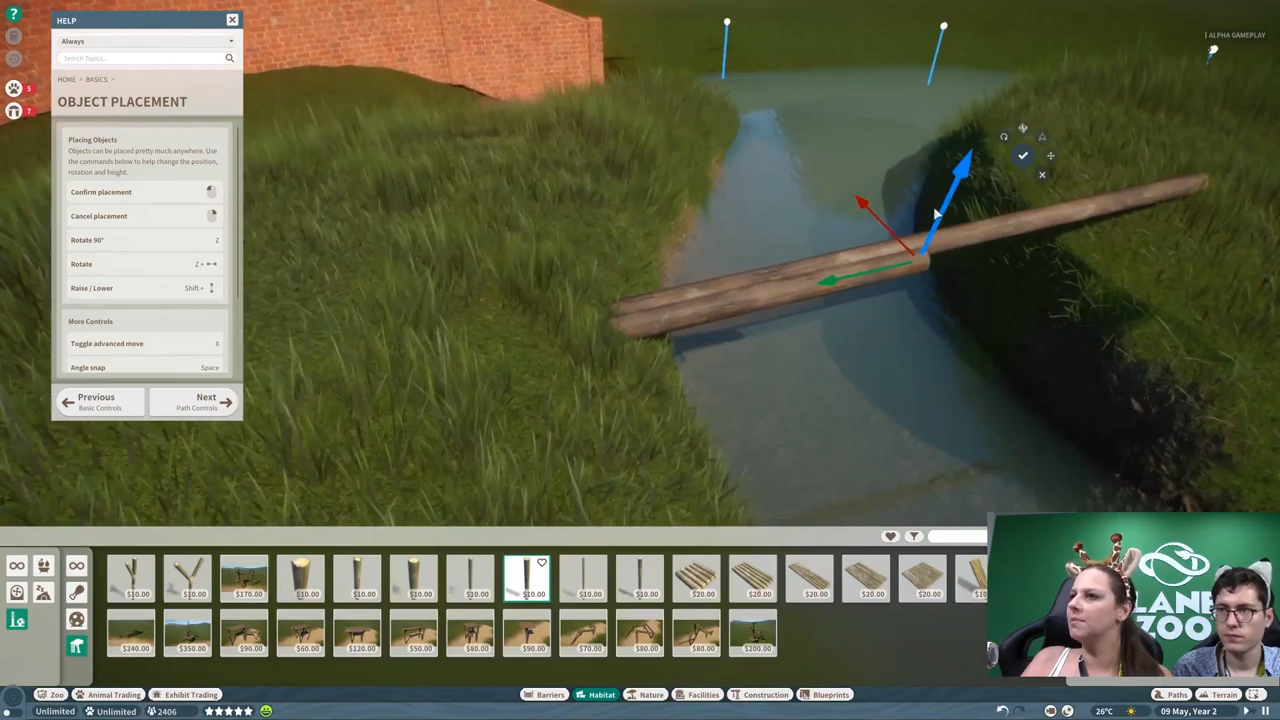 HELP
Always
Search Topics...
HOME > BASICS >
OBJECT PLACEMENT
Placing Objects
Objects can be placed pretty much anywhere. Use
the commands below to help change the position,
rotation and height.
Confirm placement
Cancel placement
Rotate 90° Z
Rotate Z +
Raise / Lower Shift +
More Controls
Toggle advanced move X
Angle snap Space
Previous
Basic Controls
Next
Path Controls
5
7
| ALPHA GAMEPLAY
$10.00 $10.00 $170.00 $10.00 $10.00 $10.00 $10.00 $10.00 $10.00 $10.00 $20.00 $20.00 $20.00 $20.00 $20.00
$240.00 $350.00 $90.00 $60.00 $120.00 $50.00 $80.00 $90.00 $70.00 $80.00 $80.00 $200.00
ZOO
Zoo Animal Trading Exhibit Trading Barriers Habitat Nature Facilities Construction Blueprints Paths Terrain
Unlimited Unlimited 2406 26°C 09 May, Year 2